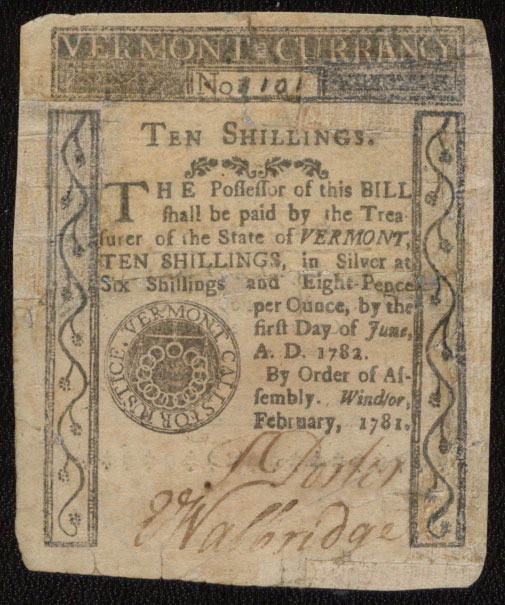 VERMONT CURRENCY
No 3101
TEN SHILLINGS.
THE Poſſeſſor of this BILL
ſhall be paid by the Trea-
ſurer of the State of VERMONT,
TEN SHILLINGS, in Silver at
Six Shillings and Eight-Pence
per Ounce, by the
firſt Day of June,
A. D. 1782.
By Order of Aſ-
ſembly. Windſor,
February, 1781.
VERMONT CALLS FOR JUSTICE.
T Porter
E Walbridge